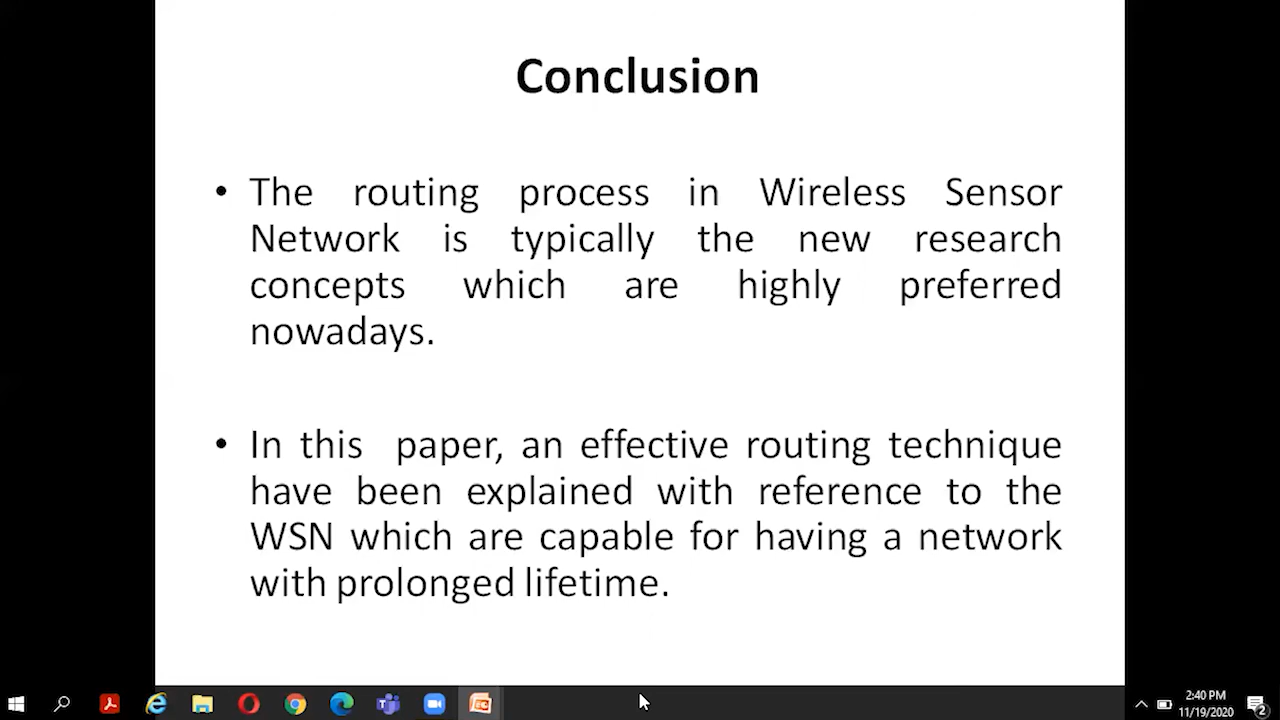 Conclusion
• The routing process in Wireless Sensor
Network is typically the new research
concepts which are highly preferred
nowadays.
• In this paper, an effective routing technique
have been explained with reference to the
WSN which are capable for having a network
with prolonged lifetime.
2:40 PM
11/19/2020
2